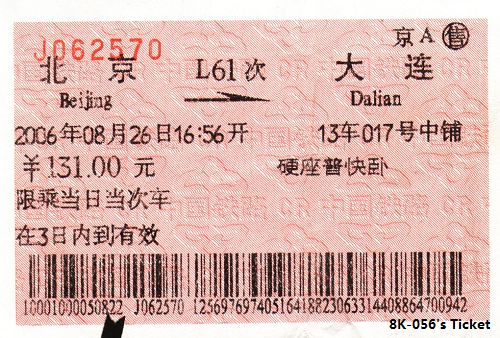 J062570
京A 售
北京 L61次 大连
Beijing Dalian
2006年08月26日16:56开 13车017号中铺
￥131.00元 硬座普快卧
限乘当日当次车
在3日内到有效
10001000050822 J062570 12569769740516418823063314408864700942
8K-056's Ticket